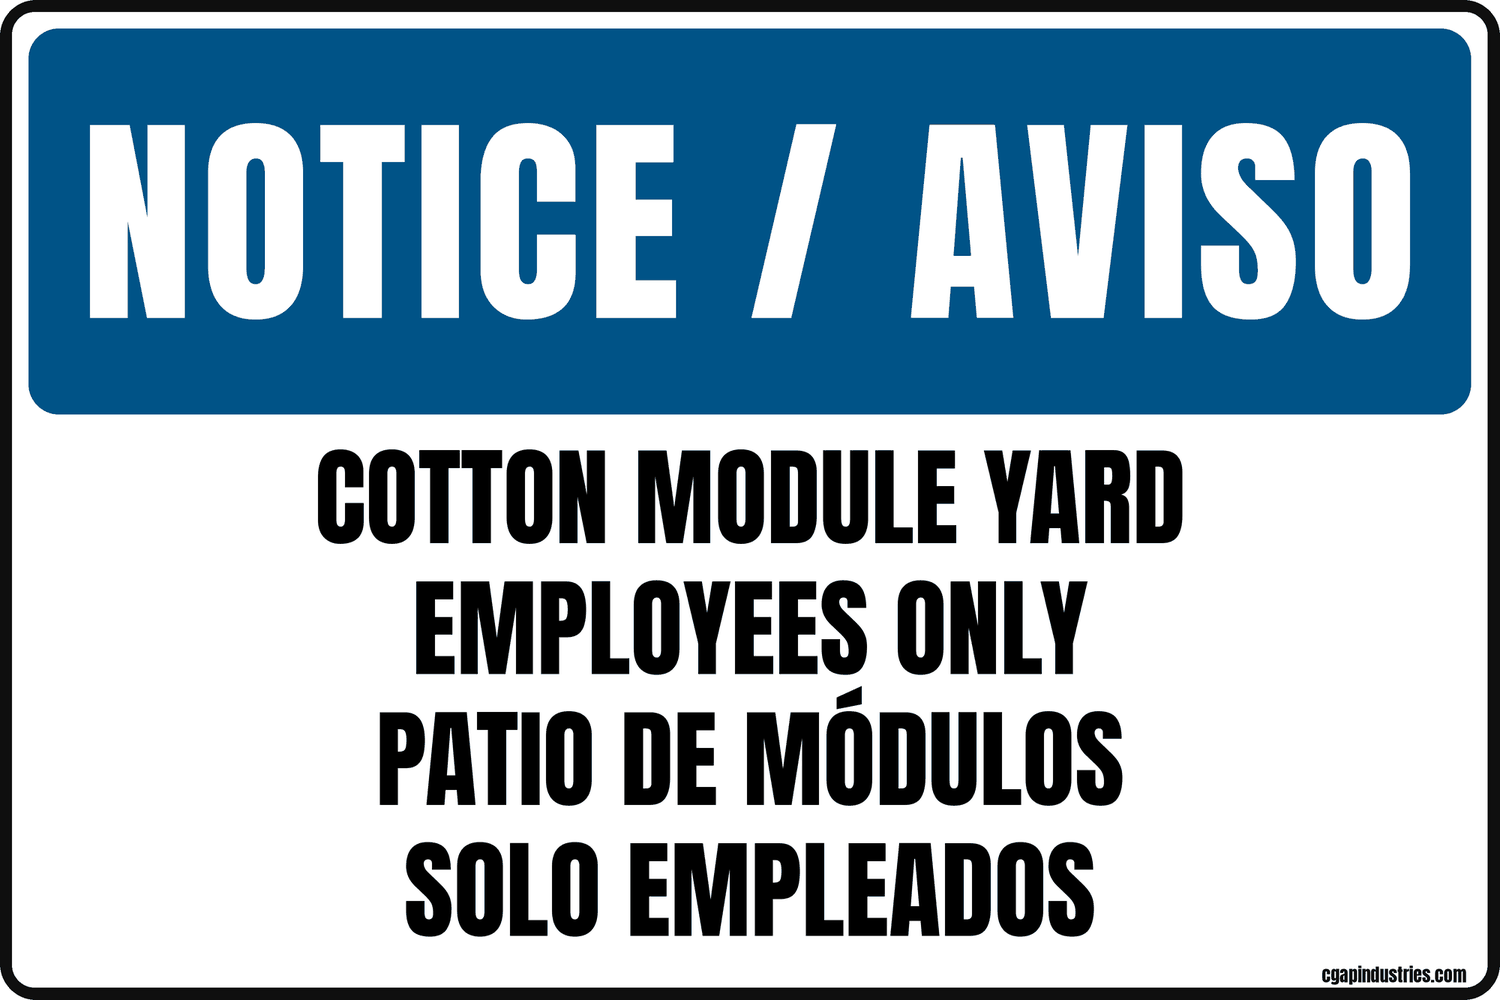 NOTICE / AVISO
COTTON MODULE YARD
EMPLOYEES ONLY
PATIO DE MÓDULOS
SOLO EMPLEADOS
cgapindustries.com